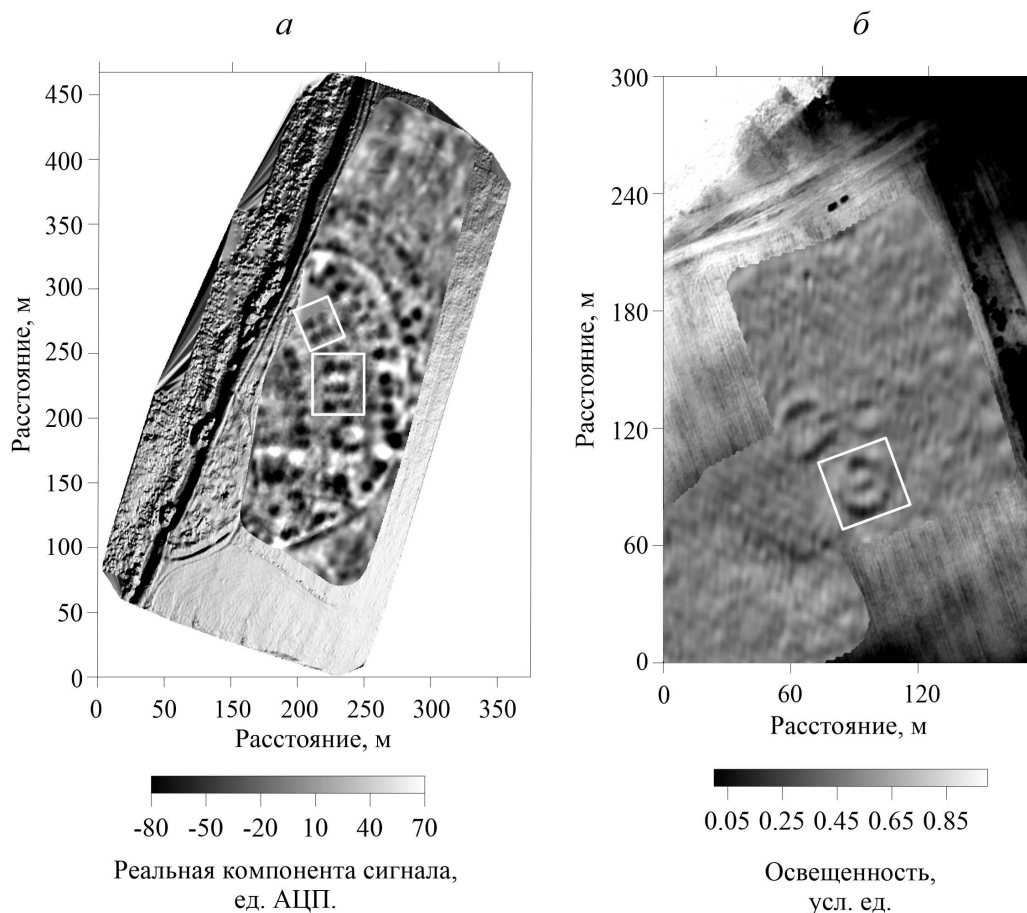 а
450
400
350
300
250
200
150
100
50
0
Расстояние, м
0 50 150 200 150 300 350
Расстояние, м
-80 -50 -20 10 40 70
Реальная компонента сигнала,
ед. АЦП.
б
300
240
180
120
60
0
Расстояние, м
0 60 120
Расстояние, м
0.05 0.25 0.45 0.65 0.85
Освещенность,
усл. ед.